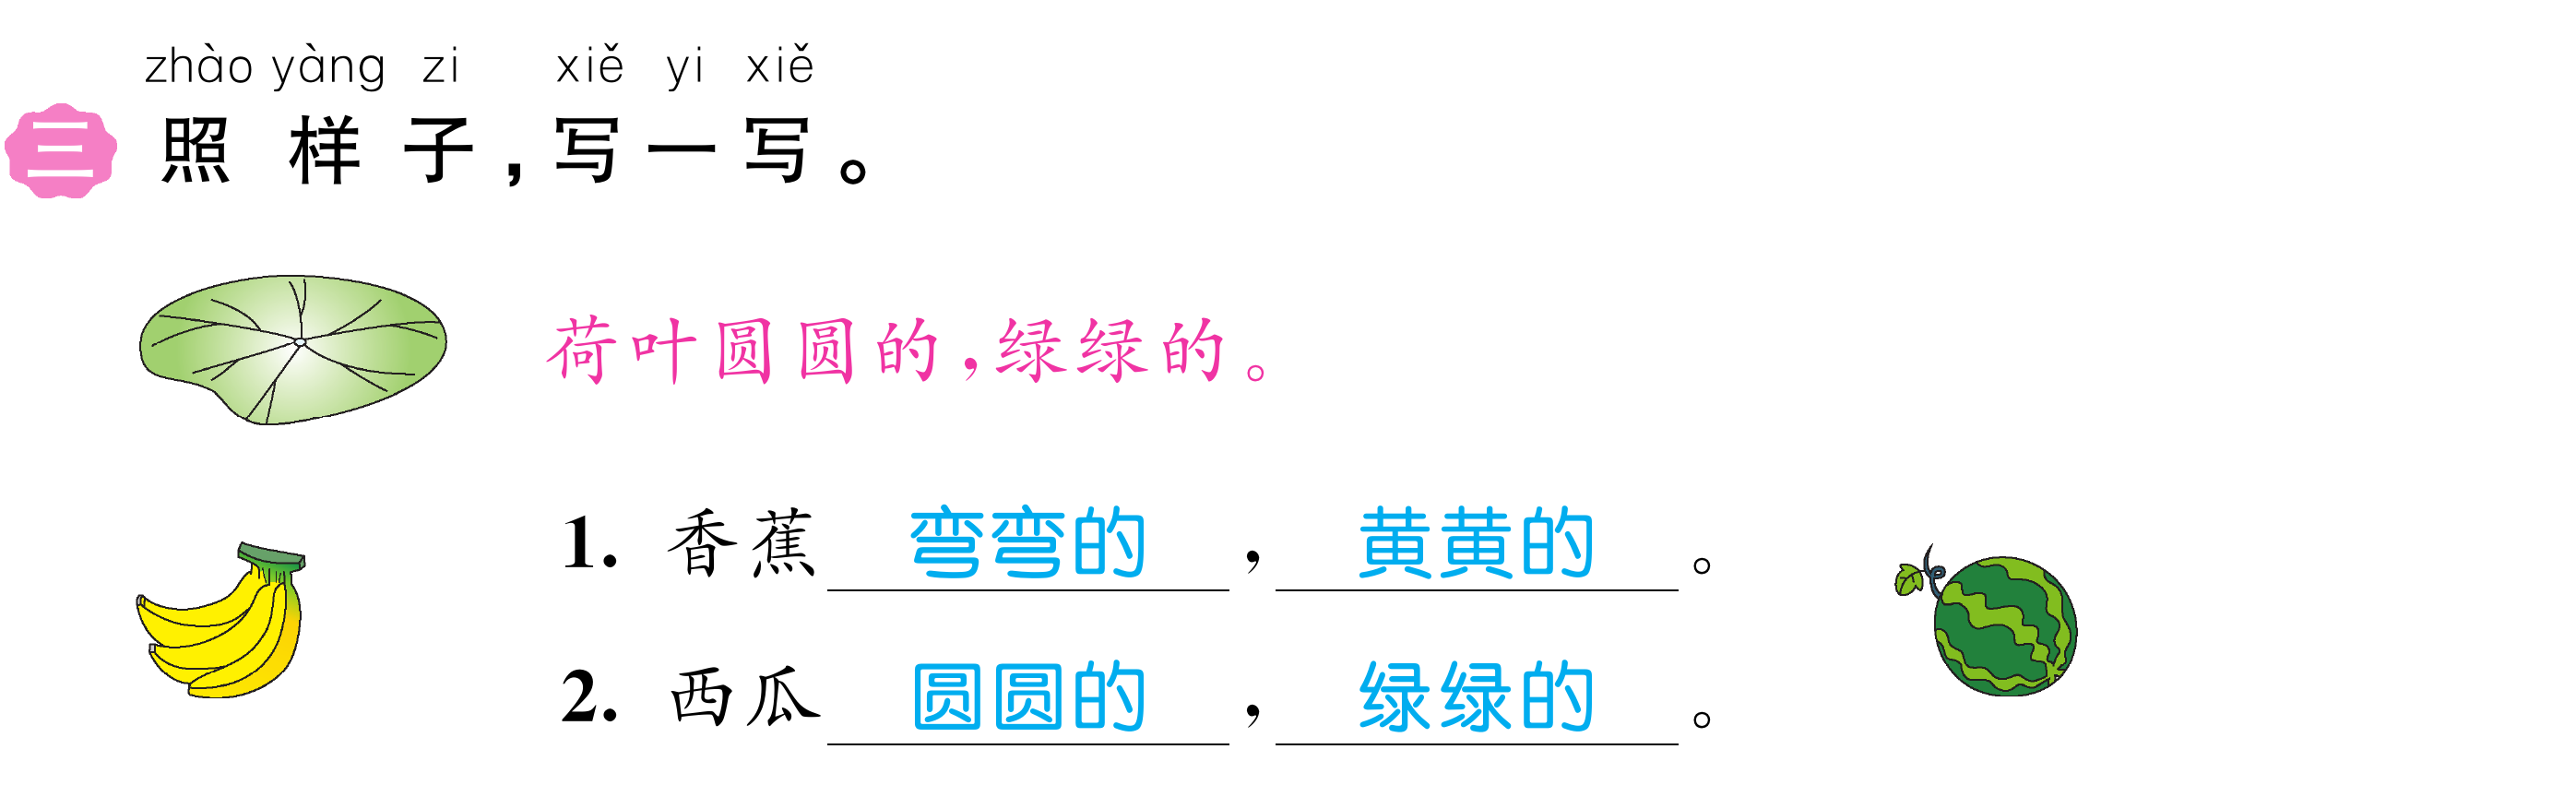 zhào yàng zi xiě yi xiě
三 照样子,写一写。
荷叶圆圆的,绿绿的。
1. 香蕉弯弯的,黄黄的。
2. 西瓜圆圆的,绿绿的。